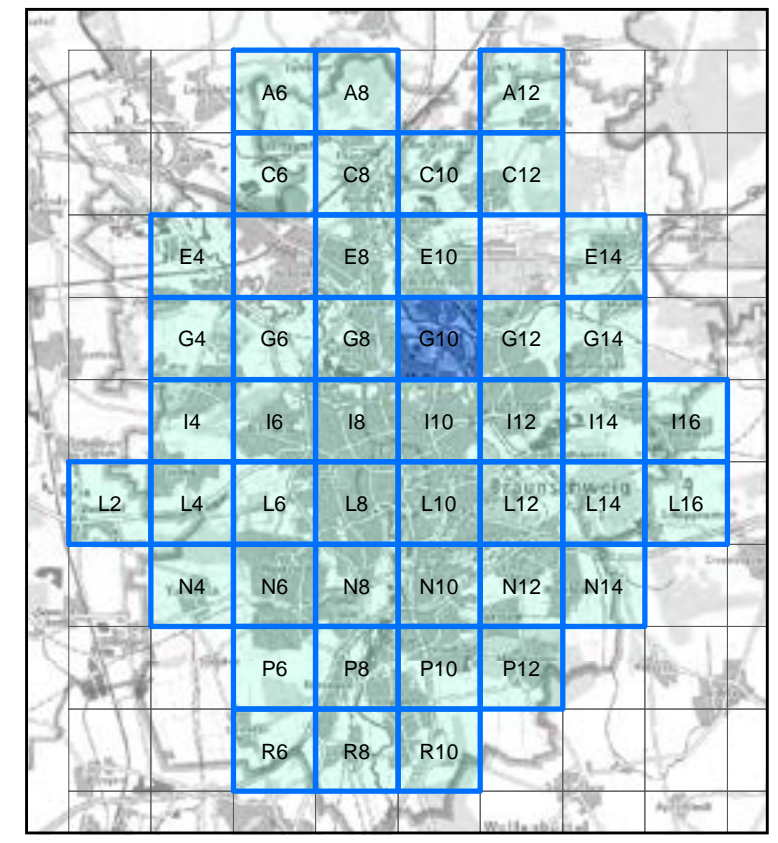 A6 A8 A12
C6 C8 C10 C12
E4 E8 E10 E14
G4 G6 G8 G10 G12 G14
I4 I6 I8 I10 I12 I14 I16
Braunschweig
L2 L4 L6 L8 L10 L12 L14 L16
N4 N6 N8 N10 N12 N14
P6 P8 P10 P12
R6 R8 R10
Wolfenbüttel